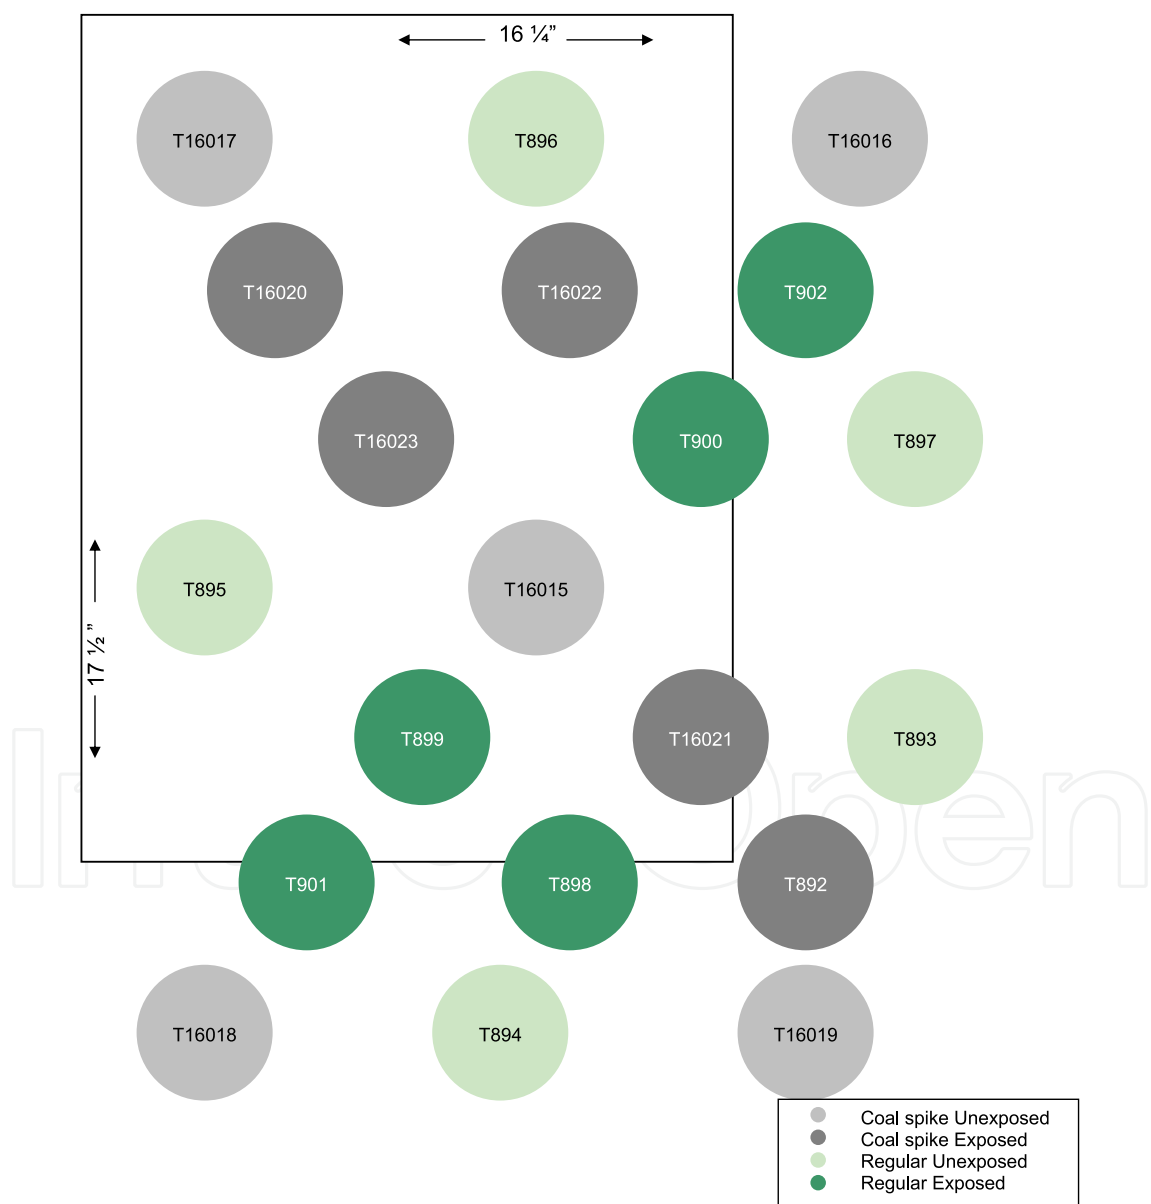 16 ¼”
T16017
T896
T16016
T16020
T16022
T902
T16023
T900
T897
T895
T16015
17 ½ ”
T899
T16021
T893
T901
T898
T892
T16018
T894
T16019
Coal spike Unexposed
Coal spike Exposed
Regular Unexposed
Regular Exposed